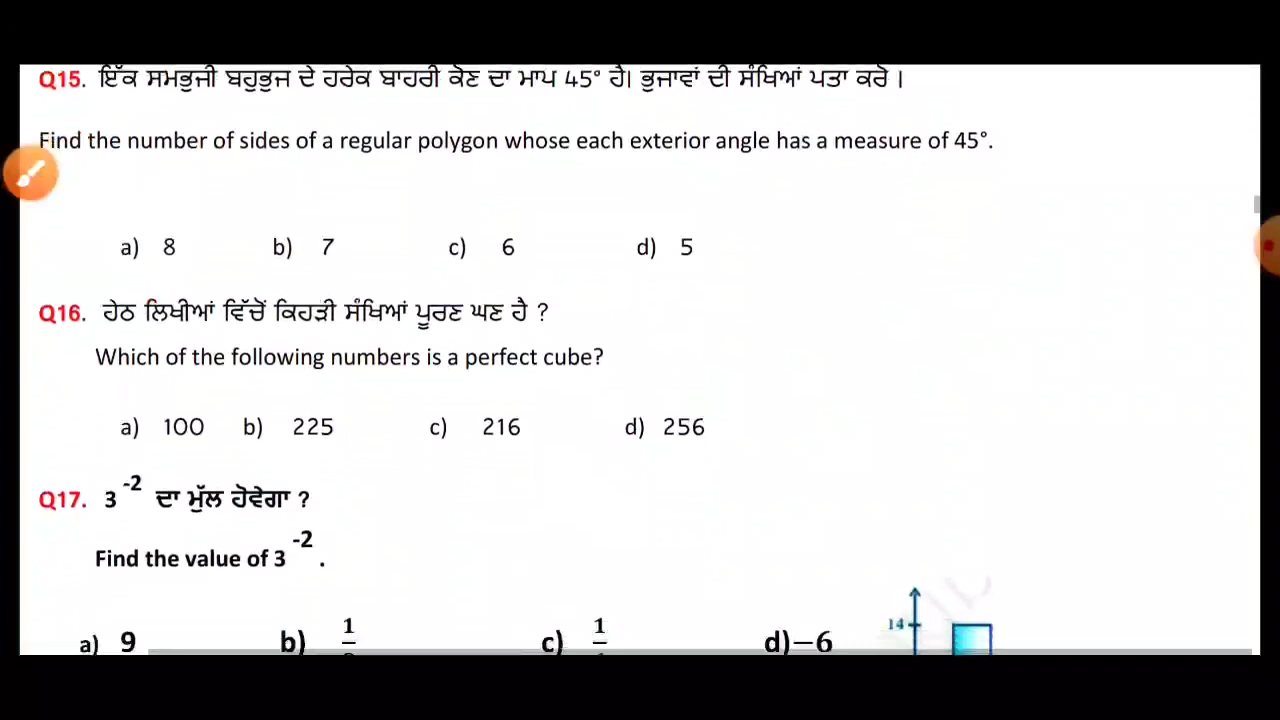 Q15. ਇੱਕ ਸਮਭੁਜੀ ਬਹੁਭੁਜ ਦੇ ਹਰੇਕ ਬਾਹਰੀ ਕੋਣ ਦਾ ਮਾਪ 45° ਹੈ। ਭੁਜਾਵਾਂ ਦੀ ਸੰਖਿਆਂ ਪਤਾ ਕਰੋ ।
Find the number of sides of a regular polygon whose each exterior angle has a measure of 45°.
a) 8 b) 7 c) 6 d) 5
Q16. ਹੇਠ ਲਿਖੀਆਂ ਵਿੱਚੋਂ ਕਿਹੜੀ ਸੰਖਿਆਂ ਪੂਰਣ ਘਣ ਹੈ ?
Which of the following numbers is a perfect cube?
a) 100 b) 225 c) 216 d) 256
Q17. 3⁻² ਦਾ ਮੁੱਲ ਹੋਵੇਗਾ ?
Find the value of 3⁻².
a) 9 b) 1 c) 1 d) −6
14